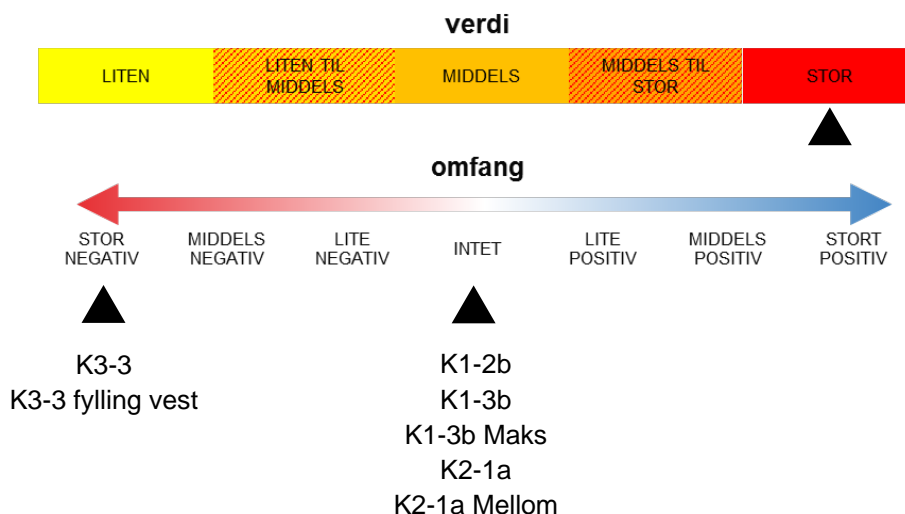 verdi
LITEN
LITEN TIL
MIDDELS
MIDDELS
MIDDELS TIL
STOR
STOR
omfang
STOR
NEGATIV
MIDDELS
NEGATIV
LITE
NEGATIV
INTET
LITE
POSITIV
MIDDELS
POSITIV
STORT
POSITIV
K3-3
K3-3 fylling vest
K1-2b
K1-3b
K1-3b Maks
K2-1a
K2-1a Mellom